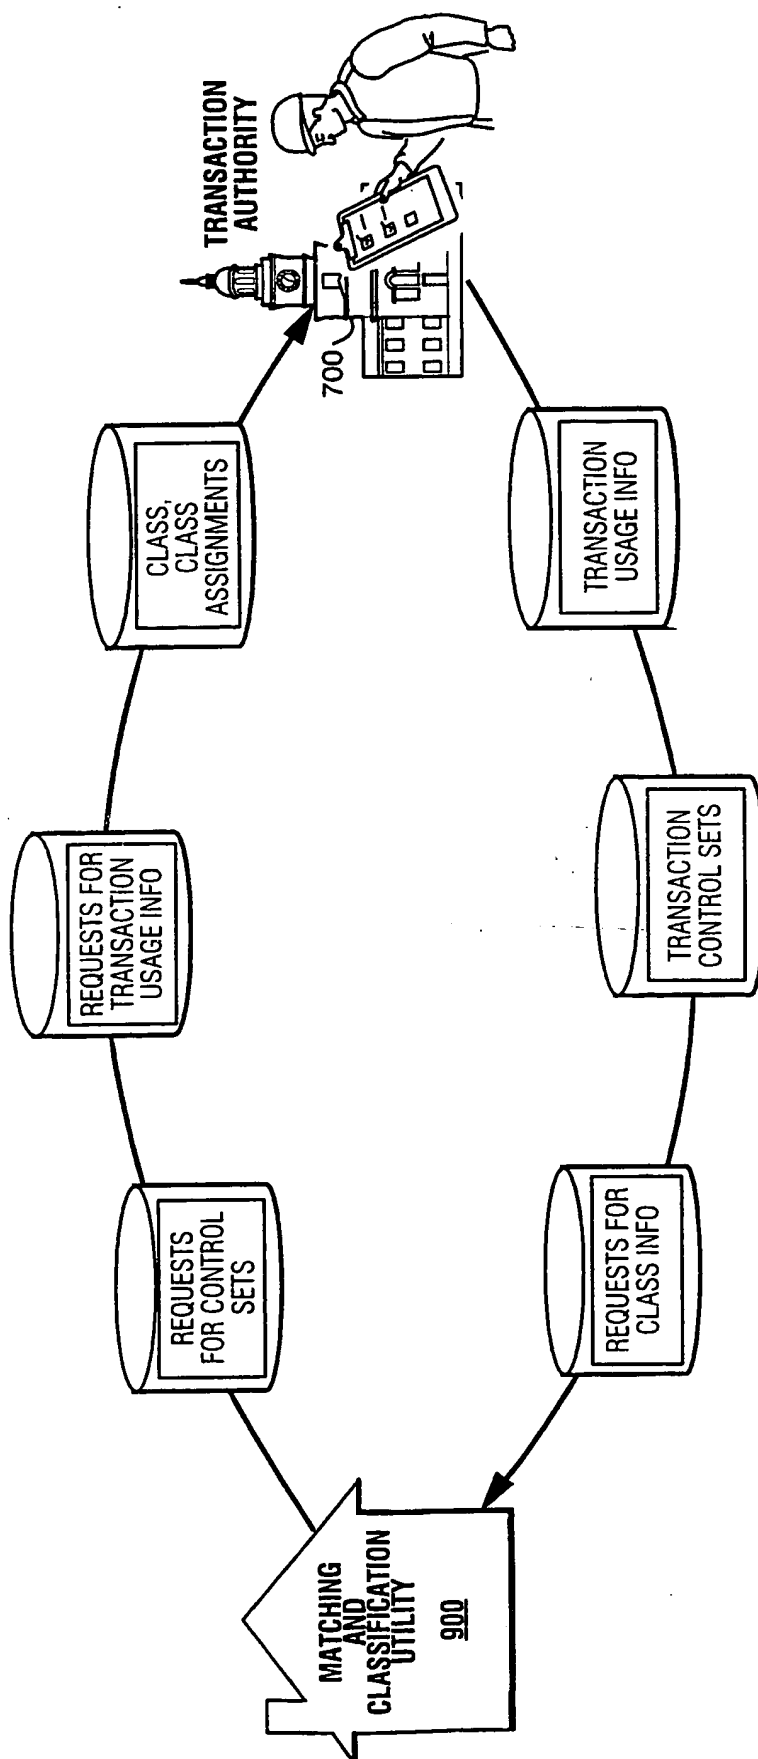 TRANSACTION
AUTHORITY
700
CLASS,
CLASS
ASSIGNMENTS
REQUESTS FOR
TRANSACTION
USAGE INFO
REQUESTS
FOR CONTROL
SETS
MATCHING
AND
CLASSIFICATION
UTILITY
900
REQUESTS FOR
CLASS INFO
TRANSACTION
CONTROL SETS
TRANSACTION
USAGE INFO